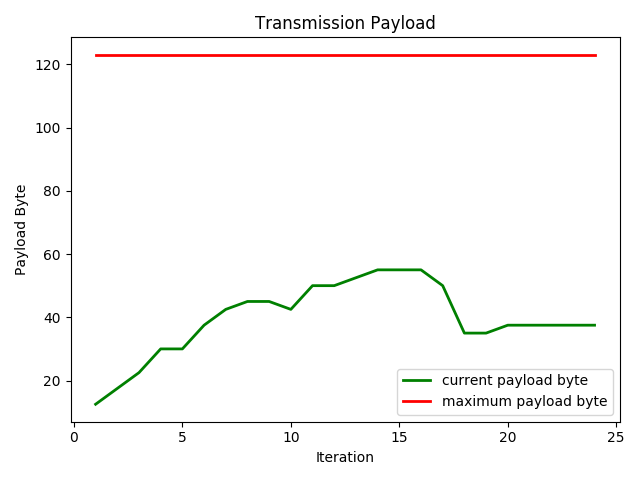 Transmission Payload
120
100
80
60
40
20
Payload Byte
0
5
10
15
20
25
Iteration
current payload byte
maximum payload byte